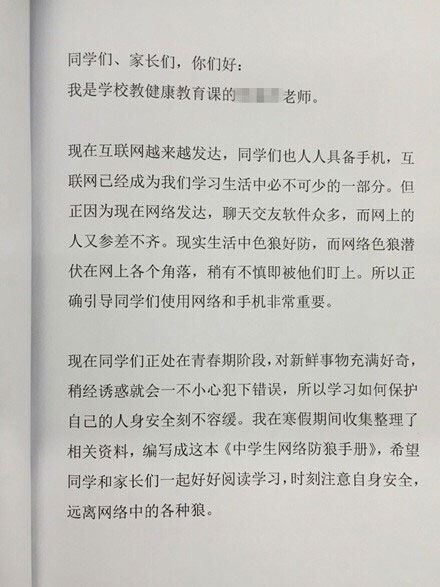 同学们、家长们，你们好：
我是学校教健康教育课的老师。
现在互联网越来越发达，同学们也人人具备手机，互
联网已经成为我们学习生活中必不可少的一部分。但
正因为现在网络发达，聊天交友软件众多，而网上的
人又参差不齐。现实生活中色狼好防，而网络色狼潜
伏在网上各个角落，稍有不慎即被他们盯上。所以正
确引导同学们使用网络和手机非常重要。
现在同学们正处在青春期阶段，对新鲜事物充满好奇，
稍经诱惑就会一不小心犯下错误，所以学习如何保护
自己的人身安全刻不容缓。我在寒假期间收集整理了
相关资料，编写成这本《中学生网络防狼手册》，希望
同学和家长们一起好好阅读学习，时刻注意自身安全，
远离网络中的各种狼。